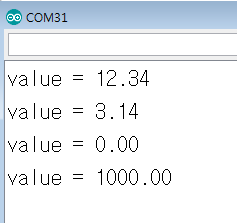 COM31
value = 12.34
value = 3.14
value = 0.00
value = 1000.00